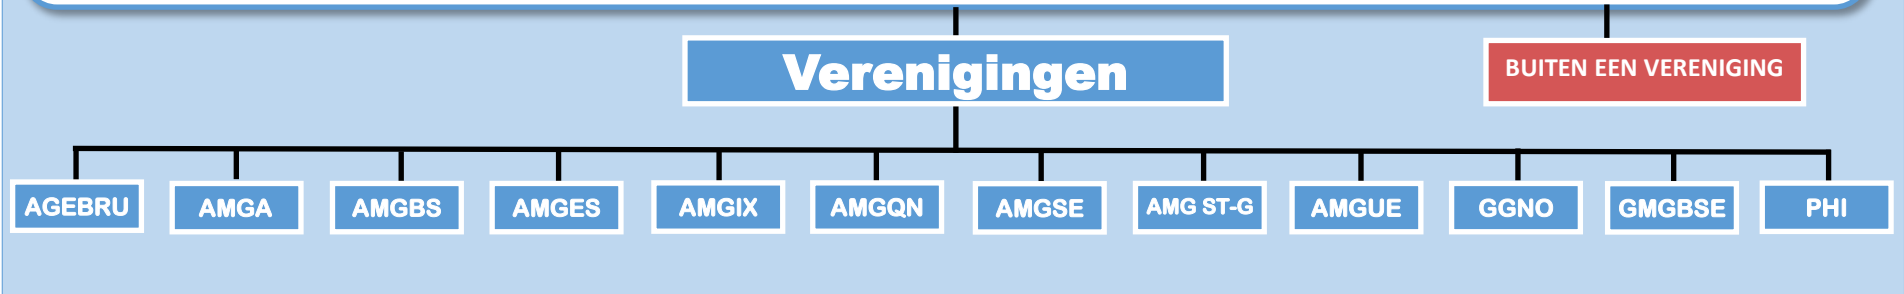 Verenigingen
BUITEN EEN VERENIGING
AGEBRU
AMGA
AMGBS
AMGES
AMGIX
AMGQN
AMGSE
AMG ST-G
AMGUE
GGNO
GMGBSE
PHI